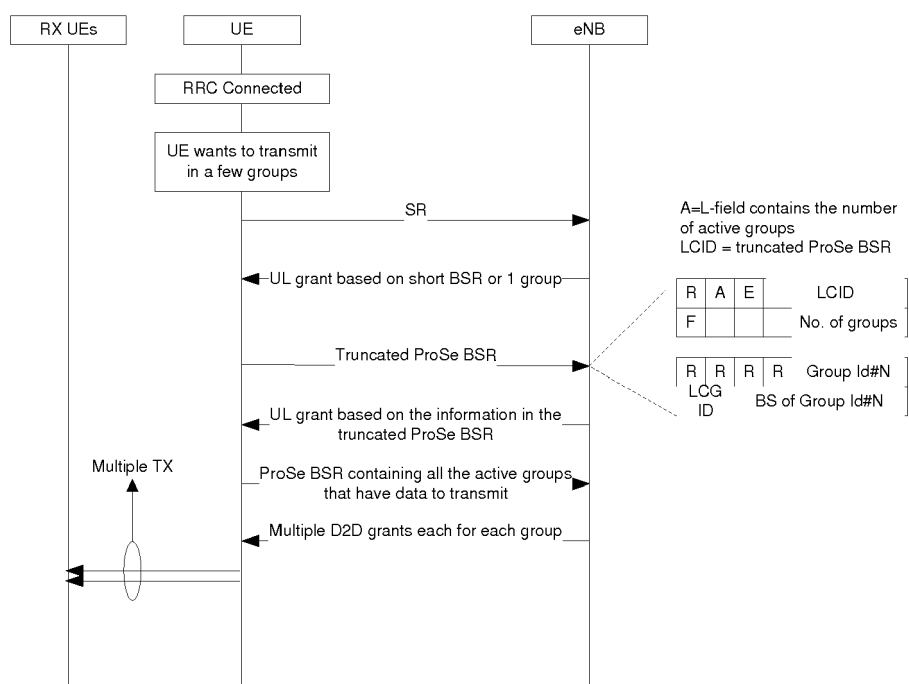 RX UEs
UE
eNB
RRC Connected
UE wants to transmit
in a few groups
SR
A=L-field contains the number
of active groups
LCID = truncated ProSe BSR
UL grant based on short BSR or 1 group
R A E LCID
F No. of groups
Truncated ProSe BSR
R R R R Group Id#N
LCG
ID
BS of Group Id#N
UL grant based on the information in the
truncated ProSe BSR
Multiple TX
ProSe BSR containing all the active groups
that have data to transmit
Multiple D2D grants each for each group